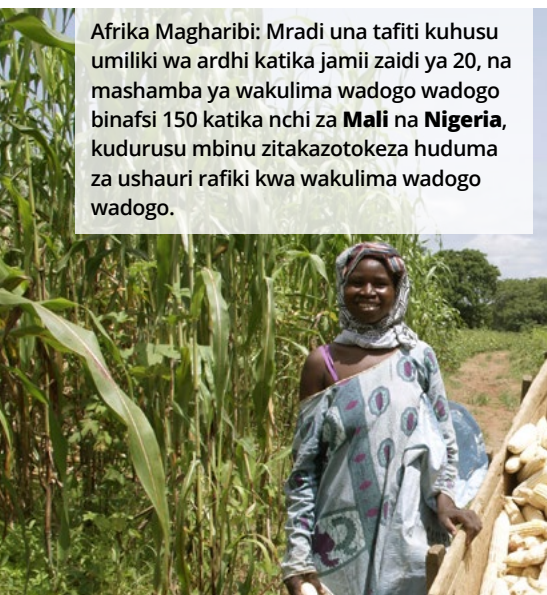 Afrika Magharibi: Mradi una tafiti kuhusu
umiliki wa ardhi katika jamii zaidi ya 20, na
mashamba ya wakulima wadogo wadogo
binafsi 150 katika nchi za Mali na Nigeria,
kudurusu mbinu zitakazotokeza huduma
za ushauri rafiki kwa wakulima wadogo
wadogo.